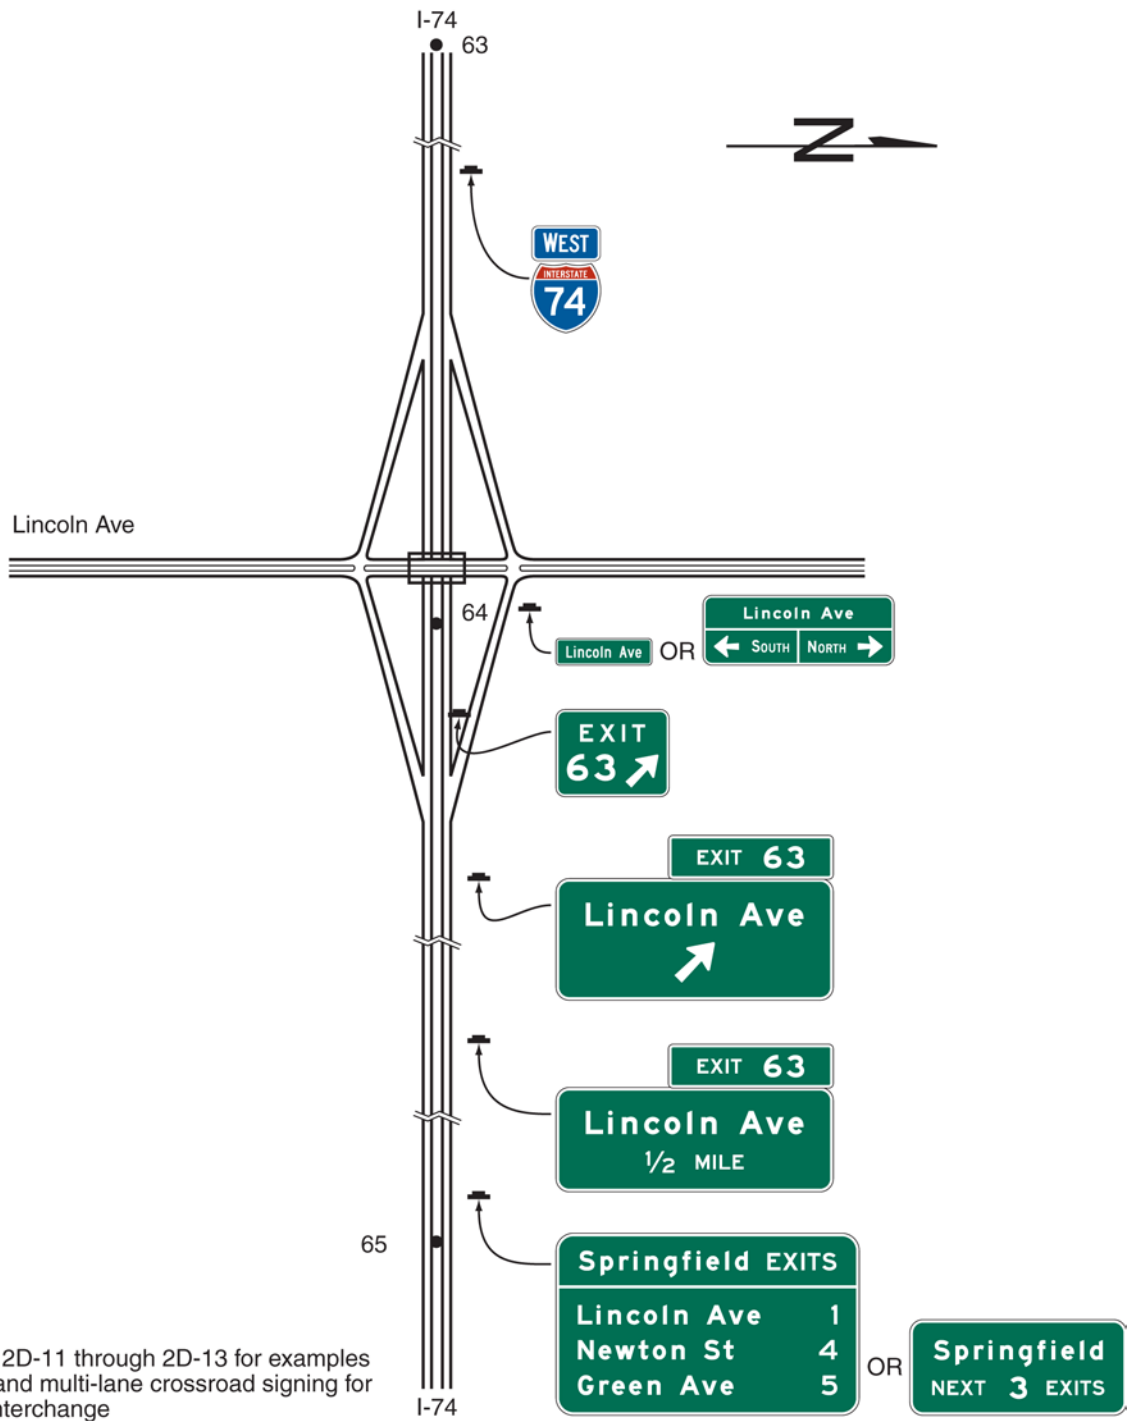 I-74
63
N
WEST
INTERSTATE
74
Lincoln Ave
64
Lincoln Ave
OR
Lincoln Ave
SOUTH NORTH
EXIT
63
EXIT 63
Lincoln Ave
EXIT 63
Lincoln Ave
1/2 MILE
65
Springfield EXITS
Lincoln Ave 1
Newton St 4
Green Ave 5
OR
Springfield
NEXT 3 EXITS
2D-11 through 2D-13 for examples
and multi-lane crossroad signing for
nterchange
I-74